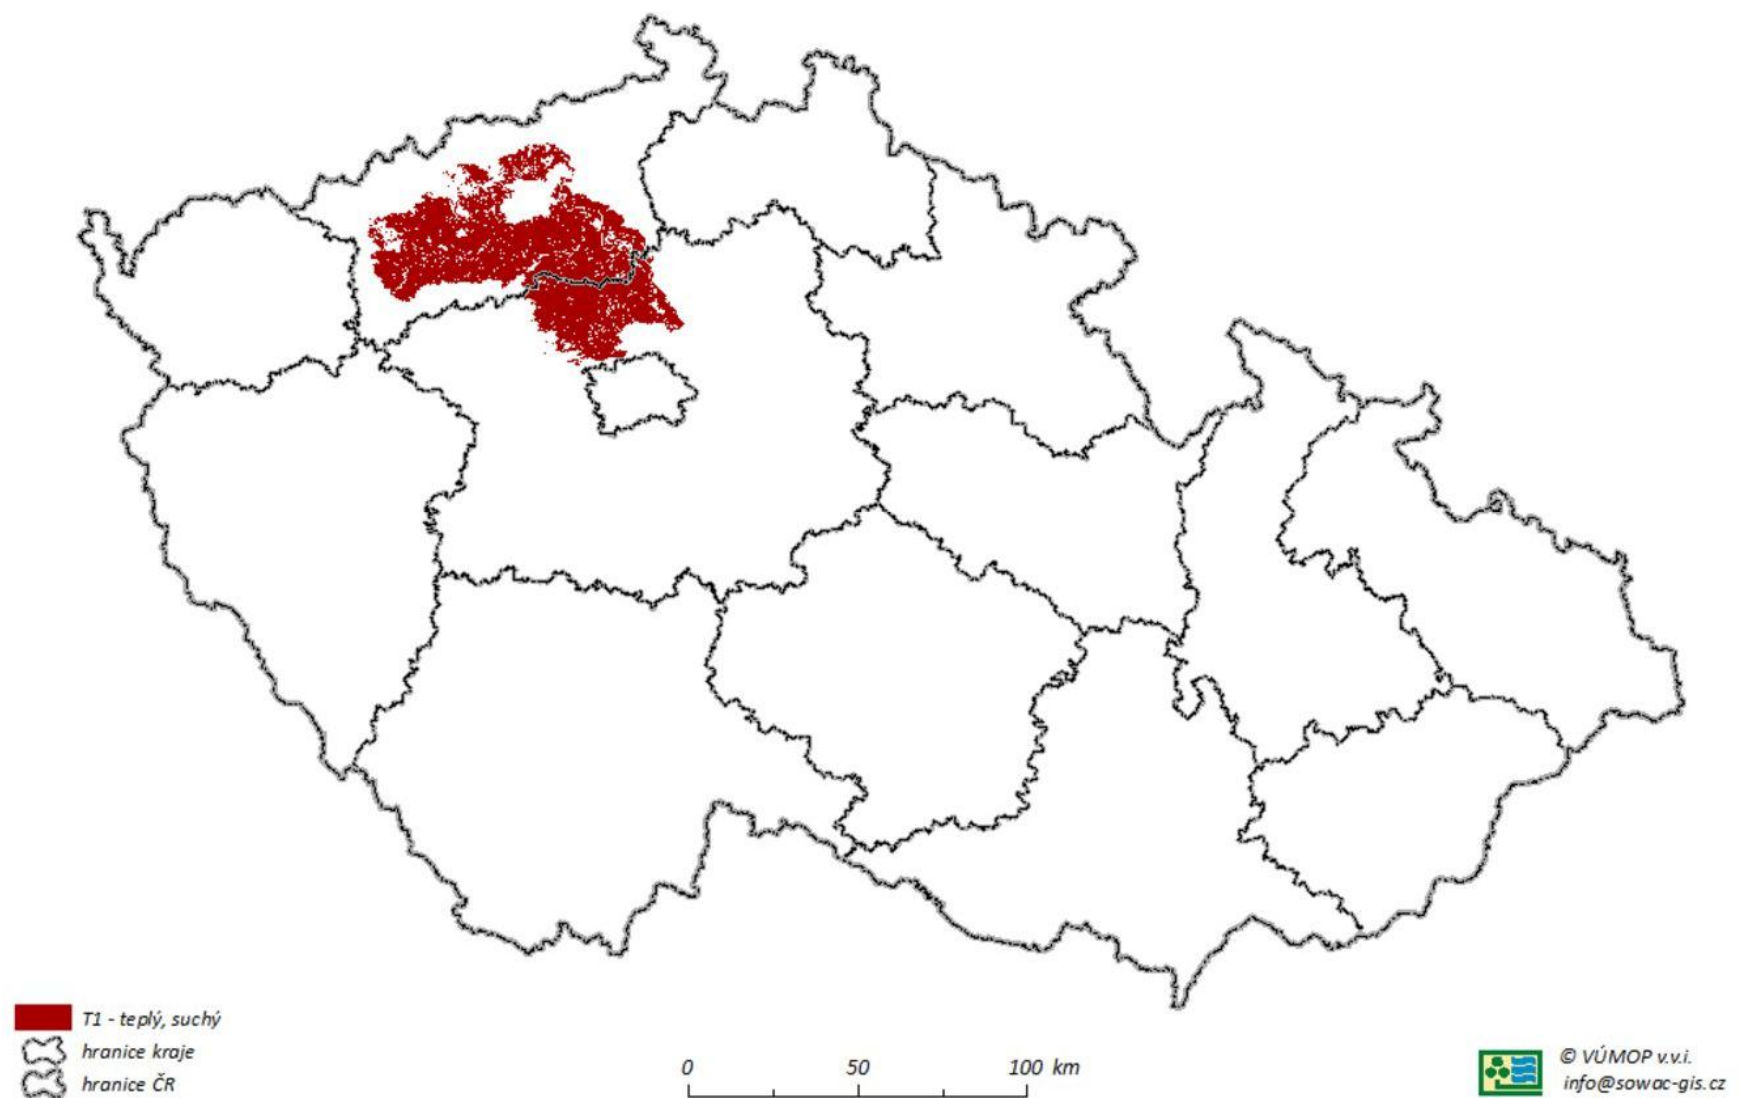 T1 - teplý, suchý
hranice kraje
hranice ČR
0 50 100 km
© VÚMOP v.v.i.
info@sowac-gis.cz